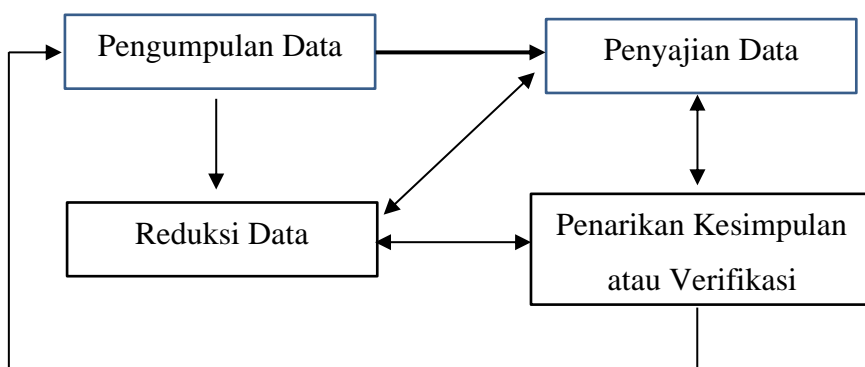 Pengumpulan Data
Penyajian Data
Reduksi Data
Penarikan Kesimpulan
atau Verifikasi